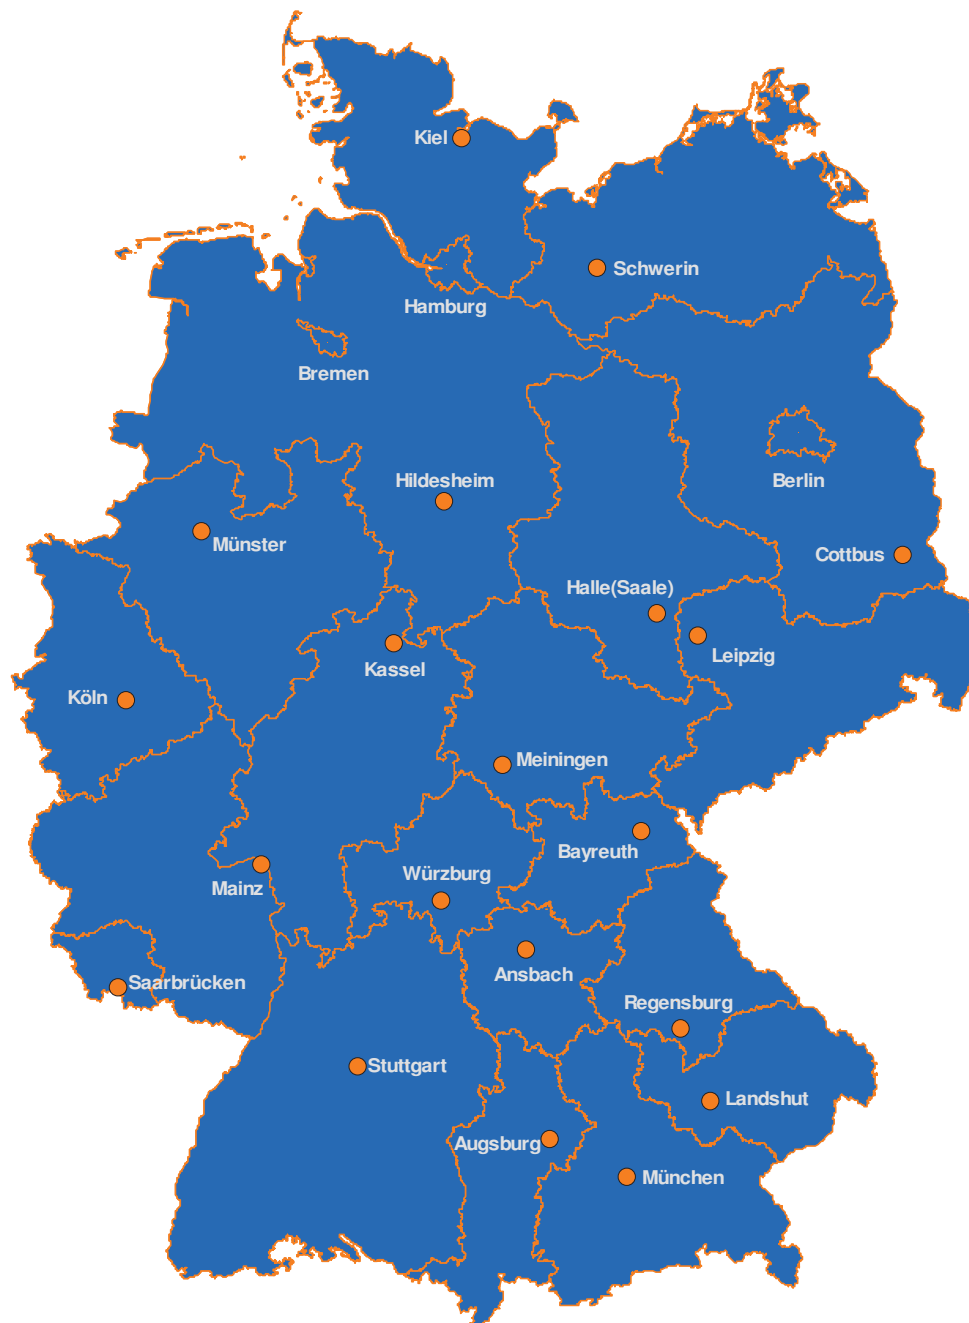 Kiel
Schwerin
Hamburg
Bremen
Hildesheim
Berlin
Münster
Cottbus
Halle(Saale)
Leipzig
Kassel
Köln
Meiningen
Bayreuth
Würzburg
Mainz
Ansbach
Saarbrücken
Regensburg
Stuttgart
Landshut
Augsburg
München